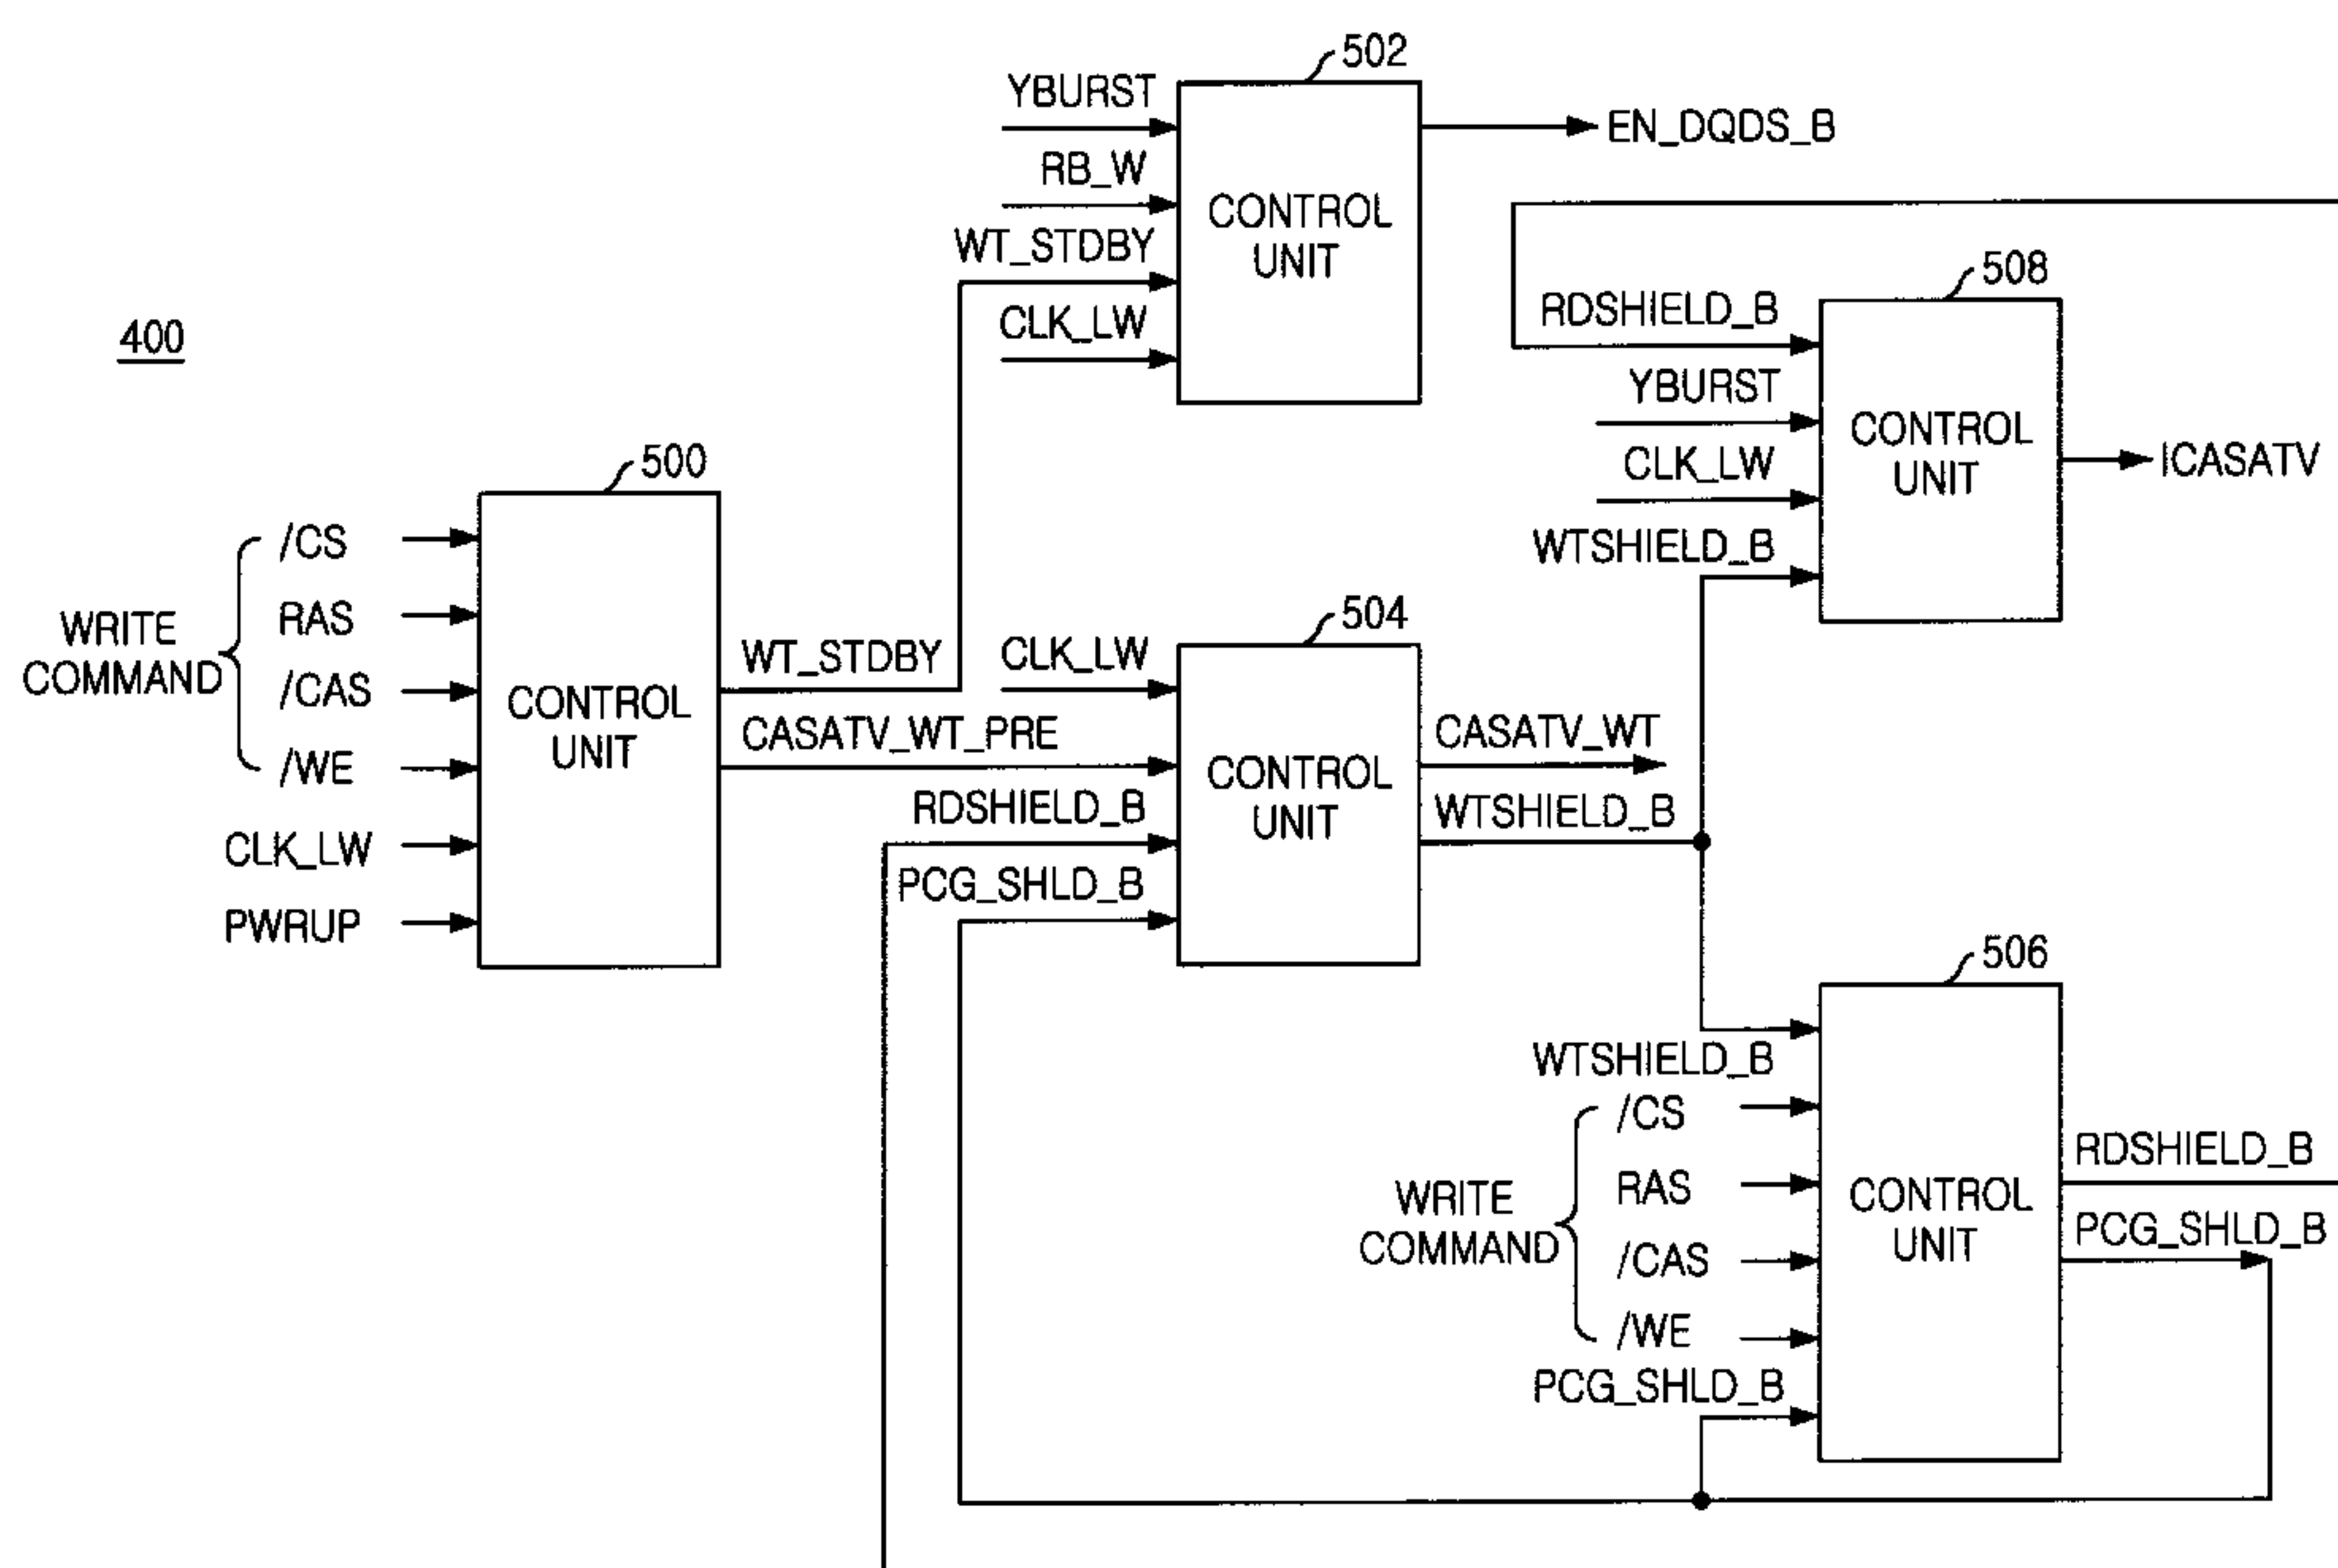 400
WRITE
COMMAND
/CS
RAS
/CAS
/WE
CLK_LW
PWRUP
500
CONTROL
UNIT
WT_STDBY
CASATV_WT_PRE
YBURST
RB_W
WT_STDBY
CLK_LW
502
CONTROL
UNIT
EN_DQDS_B
CLK_LW
RDSHIELD_B
PCG_SHLD_B
504
CONTROL
UNIT
CASATV_WT
WTSHIELD_B
RDSHIELD_B
YBURST
CLK_LW
WTSHIELD_B
508
CONTROL
UNIT
ICASATV
WTSHIELD_B
WRITE
COMMAND
/CS
RAS
/CAS
/WE
PCG_SHLD_B
506
CONTROL
UNIT
RDSHIELD_B
PCG_SHLD_B